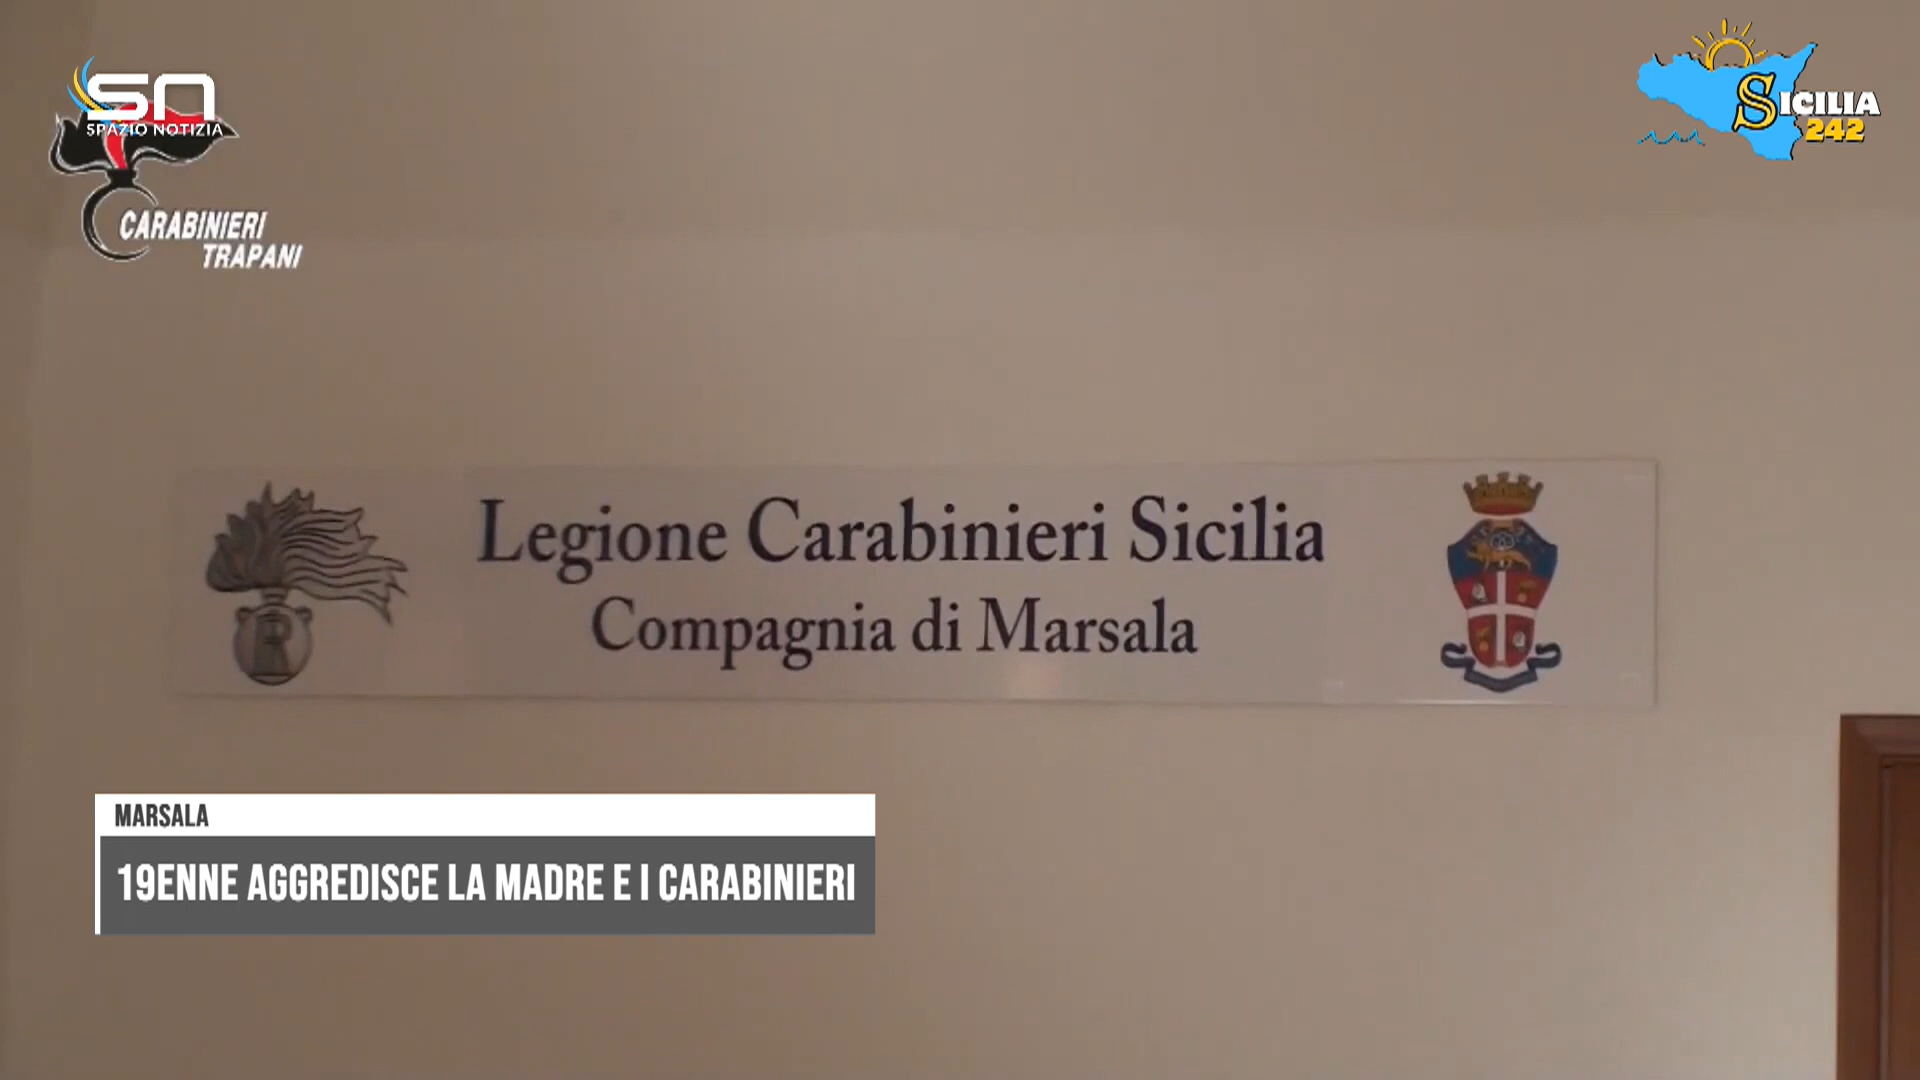 SN
SPAZIO NOTIZIA
CARABINIERI
TRAPANI
SICILIA
242
Legione Carabinieri Sicilia
Compagnia di Marsala
MARSALA
19ENNE AGGREDISCE LA MADRE E I CARABINIERI